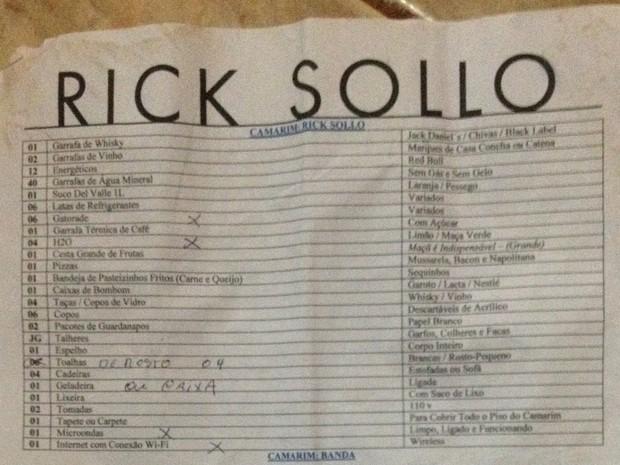 RICK SOLLO
CAMARIM: RICK SOLLO
01 Garrafa de Whisky Jack Daniel's / Chivas / Black Label
02 Garrafas de Vinho Marques de Casa Concha ou Catena
12 Energéticos Red Bull
40 Garrafas de Água Mineral Sem Gás e Sem Gelo
01 Suco Del Valle 1L Laranja / Pessego
06 Latas de Refrigerantes Variados
06 Gatorade X Variados
01 Garrafa Térmica de Café Com Açúcar
04 H2O X Limão / Maça Verde
01 Cesta Grande de Frutas Maçã é Indispensável – (Grande)
01 Pizzas Mussarela, Bacon e Napolitana
01 Bandeja de Pasteizinhos Fritos (Carne e Queijo) Sequinhos
01 Caixas de Bombom Garoto / Lacta / Nestlé
04 Taças / Copos de Vidro Whisky / Vinho
06 Copos Descartáveis de Acrílico
02 Pacotes de Guardanapos Papel Branco
JG Talheres Garfos, Colheres e Facas
01 Espelho Corpo Inteiro
Toalhas DE ROSTO 04 Brancas / Rosto-Pequeno
04 Cadeiras Estofadas ou Sofá
01 Geladeira OU CAIXA Ligada
01 Lixeira Com Saco de Lixo
02 Tomadas 110 v
01 Tapete ou Carpete Para Cobrir Todo o Piso do Camarim
01 Microondas X Limpo, Ligado e Funcionando
01 Internet com Conexão Wi-Fi X Wireless
CAMARIM: BANDA